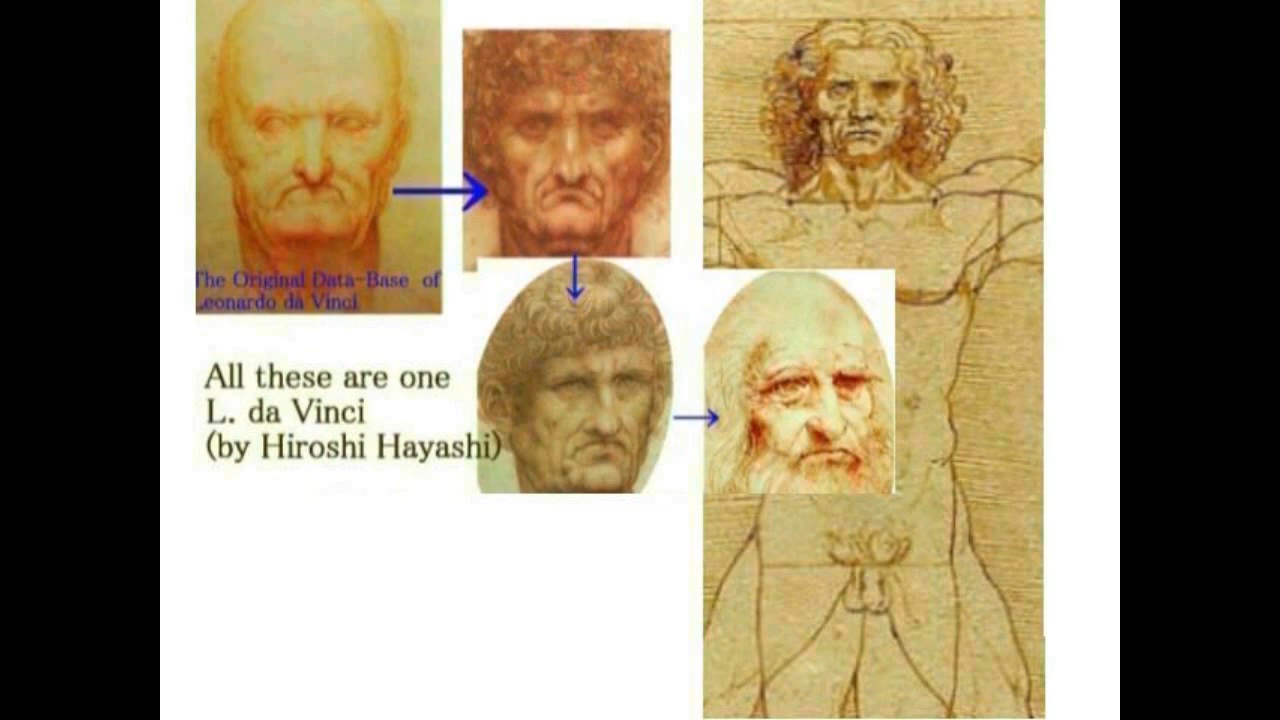 The Original Data-Base of
Leonardo da Vinci
All these are one
L. da Vinci
(by Hiroshi Hayashi)